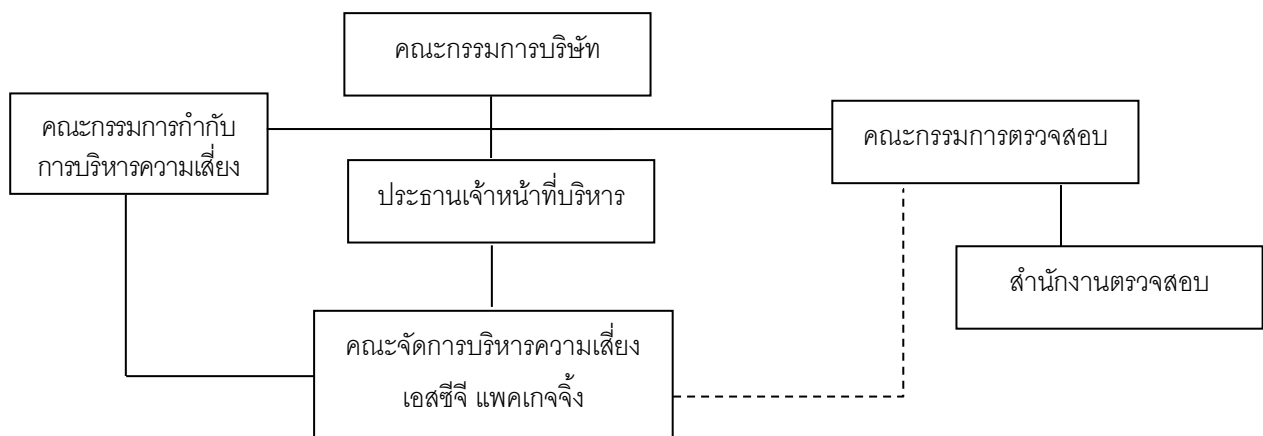 คณะกรรมการบริษัท
คณะกรรมการกำกับ
การบริหารความเสี่ยง
คณะกรรมการตรวจสอบ
ประธานเจ้าหน้าที่บริหาร
สำนักงานตรวจสอบ
คณะจัดการบริหารความเสี่ยง
เอสซีจี แพคเกจจิ้ง